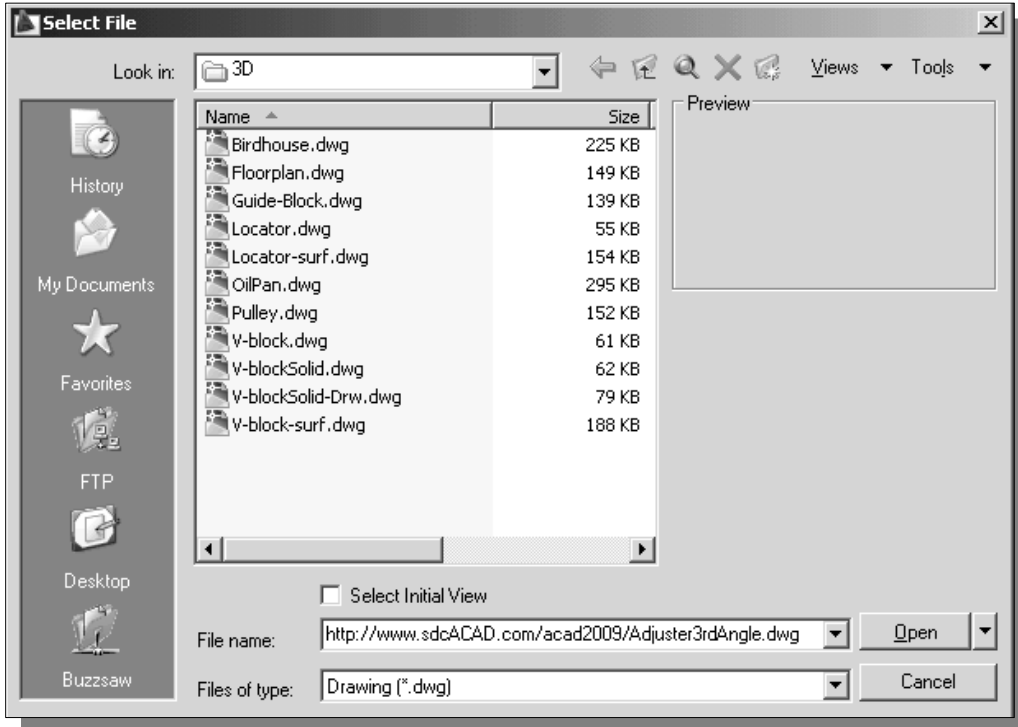 Select File
Look in: 3D Views Tools
Name Size Preview
Birdhouse.dwg 225 KB
Floorplan.dwg 149 KB
Guide-Block.dwg 139 KB
Locator.dwg 55 KB
Locator-surf.dwg 154 KB
OilPan.dwg 295 KB
Pulley.dwg 152 KB
V-block.dwg 61 KB
V-blockSolid.dwg 62 KB
V-blockSolid-Drw.dwg 79 KB
V-block-surf.dwg 188 KB
History
My Documents
Favorites
FTP
Desktop
Buzzsaw
Select Initial View
File name: http://www.sdcACAD.com/acad2009/Adjuster3rdAngle.dwg Open
Files of type: Drawing (*.dwg) Cancel